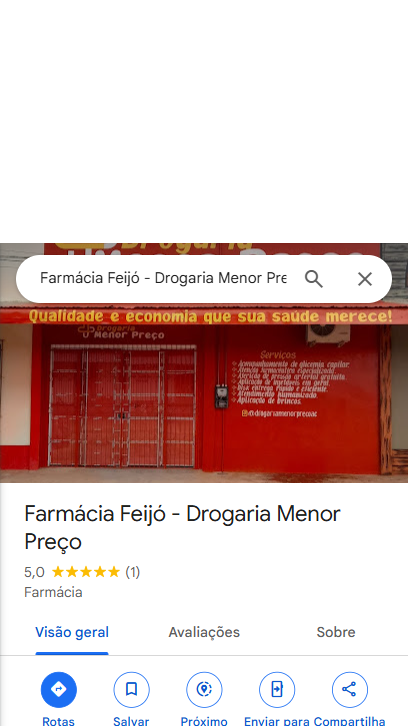 Drogaria
Farmácia Feijó - Drogaria Menor Pre
Qualidade e economia que sua saúde merece!
Drogaria
O Menor Preço
Serviços
Acompanhamento de glicemia capilar.
Atenção farmacêutica especializada.
Aferição de pressão arterial gratuita.
Aplicação de injetáveis em geral.
Disk entrega rápido e eficiente.
Atendimento humanizado.
Aplicação de brincos.
@drogariamenorprecoac
Farmácia Feijó - Drogaria Menor
Preço
5,0 ★★★★★ (1)
Farmácia
Visão geral
Avaliações
Sobre
Rotas
Salvar
Próximo
Enviar para
Compartilha